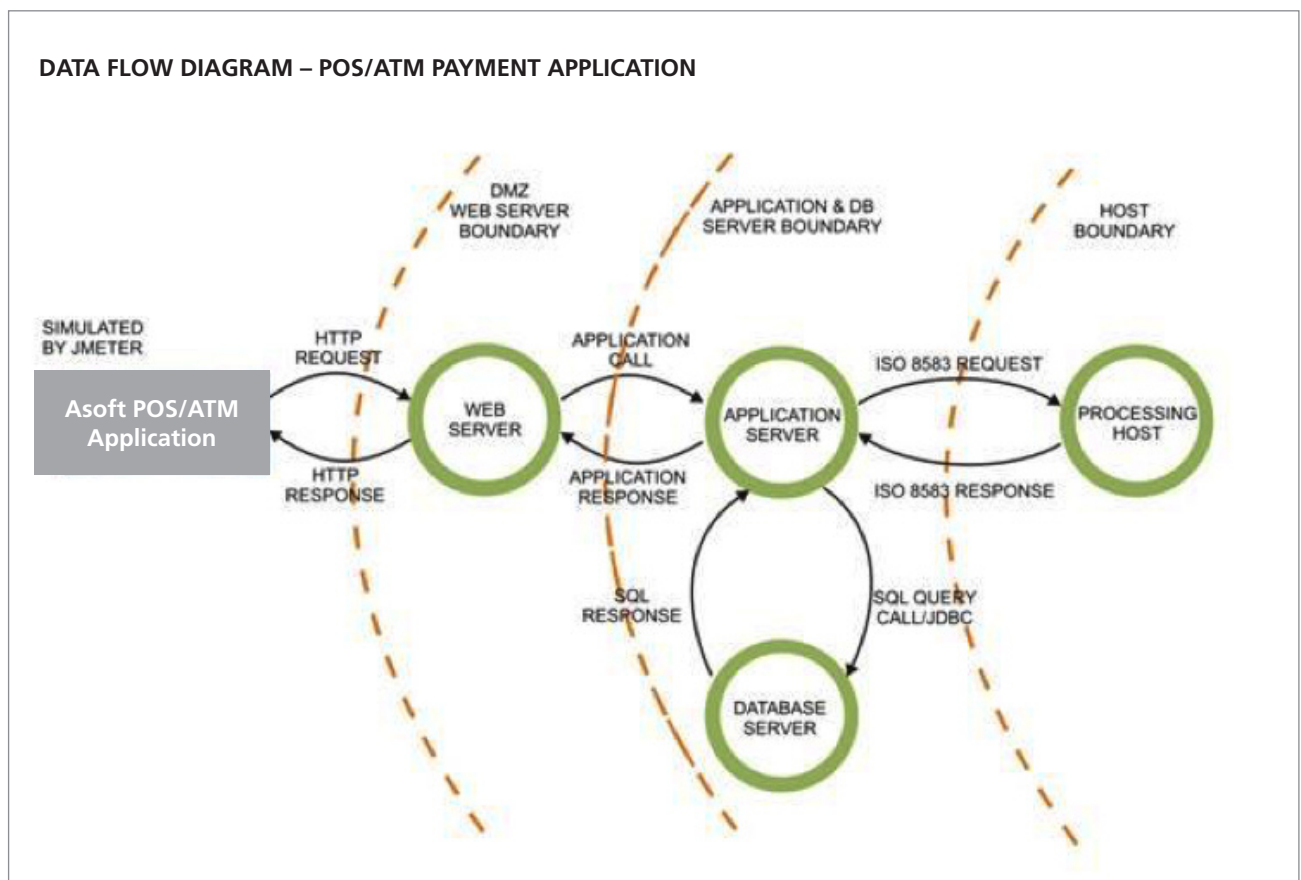 DATA FLOW DIAGRAM – POS/ATM PAYMENT APPLICATION
DMZ
WEB SERVER
BOUNDARY
APPLICATION & DB
SERVER BOUNDARY
HOST
BOUNDARY
SIMULATED
BY JMETER
HTTP
REQUEST
APPLICATION
CALL
ISO 8583 REQUEST
Asoft POS/ATM
Application
WEB
SERVER
APPLICATION
SERVER
PROCESSING
HOST
HTTP
RESPONSE
APPLICATION
RESPONSE
ISO 8583 RESPONSE
SQL
RESPONSE
SQL QUERY
CALL/JDBC
DATABASE
SERVER